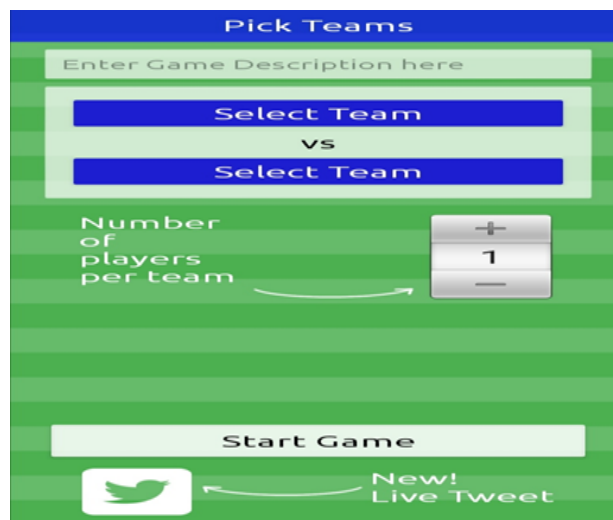 Pick Teams
Enter Game Description here
Select Team
vs
Select Team
Number
of
players
per team
+
1
—
Start Game
New!
Live Tweet